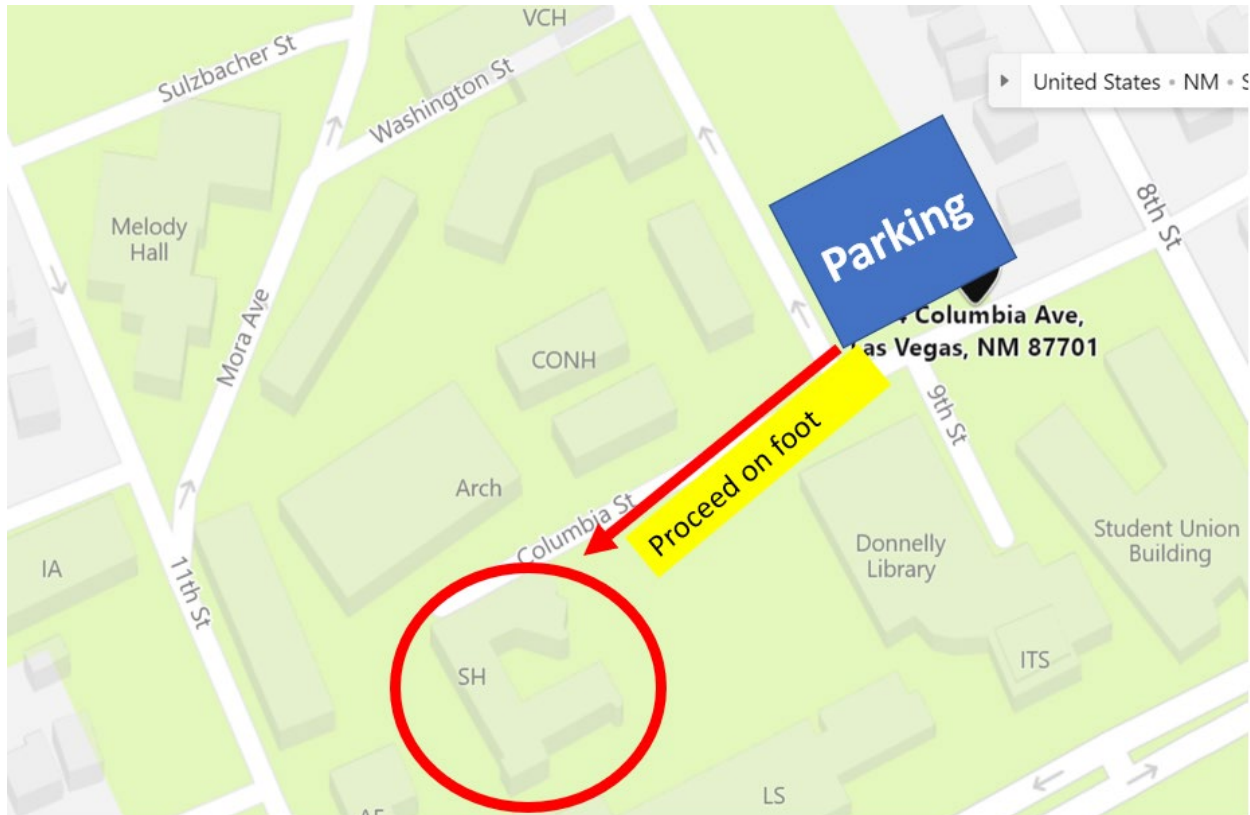 VCH
Sulzbacher St
Washington St
United States • NM • S
8th St
Parking
Melody
Hall
Mora Ave
4 Columbia Ave,
Las Vegas, NM 87701
CONH
9th St
Proceed on foot
Arch
Columbia St
Donnelly
Library
Student Union
Building
IA
11th St
SH
ITS
LS